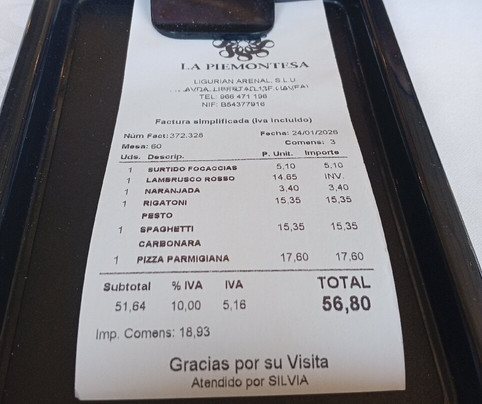 LA PIEMONTESA
LIGURIAN ARENAL, S.L.U.
TEL: 966 471 196
NIF: B54377916
Factura simplificada (Iva incluido)
Núm Fact: 372.328 Fecha: 24/01/2026
Mesa: 60 Comens: 3
Uds. Descrip. P. Unit. Importe
1 SURTIDO FOCACCIAS 5,10 5,10
1 LAMBRUSCO ROSSO 14,65 INV.
1 NARANJADA 3,40 3,40
1 RIGATONI 15,35 15,35
PESTO
1 SPAGHETTI 15,35 15,35
CARBONARA
1 PIZZA PARMIGIANA 17,60 17,60
Subtotal % IVA IVA TOTAL
51,64 10,00 5,16 56,80
Imp. Comens: 18,93
Gracias por su Visita
Atendido por SILVIA